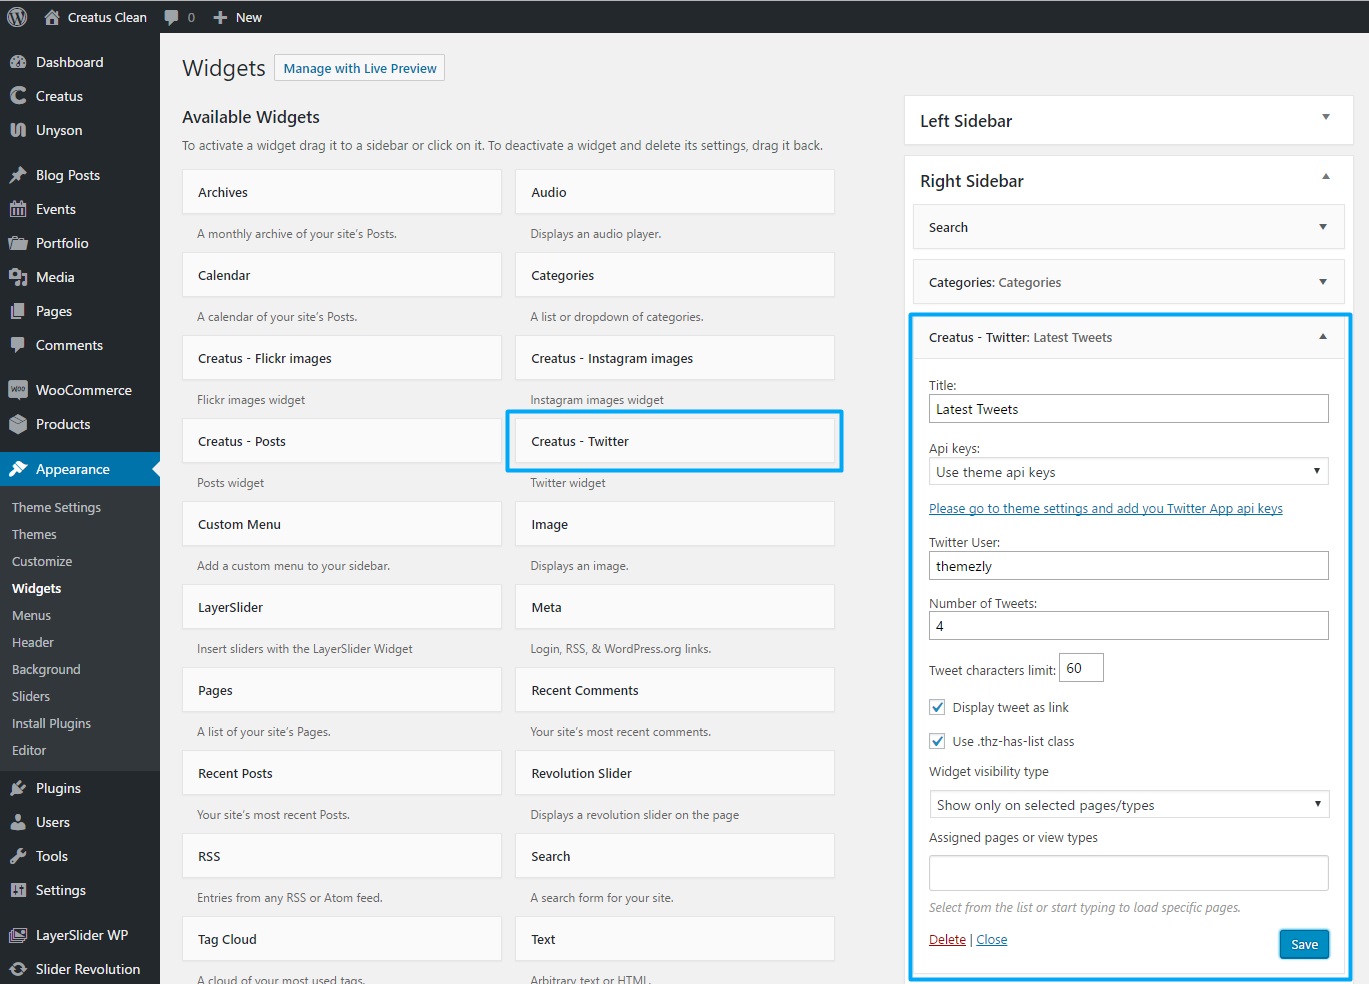 Creatus Clean 0 New
Dashboard
Creatus
Unyson
Blog Posts
Events
Portfolio
Media
Pages
Comments
WOO WooCommerce
Products
Appearance
Theme Settings
Themes
Customize
Widgets
Menus
Header
Background
Sliders
Install Plugins
Editor
Plugins
Users
Tools
Settings
LayerSlider WP
Slider Revolution
Widgets Manage with Live Preview
Available Widgets
To activate a widget drag it to a sidebar or click on it. To deactivate a widget and delete its settings, drag it back.
Archives
A monthly archive of your site's Posts.
Audio
Displays an audio player.
Calendar
A calendar of your site's Posts.
Categories
A list or dropdown of categories.
Creatus - Flickr images
Flickr images widget
Creatus - Instagram images
Instagram images widget
Creatus - Posts
Posts widget
Creatus - Twitter
Twitter widget
Custom Menu
Add a custom menu to your sidebar.
Image
Displays an image.
LayerSlider
Insert sliders with the LayerSlider Widget
Meta
Login, RSS, & WordPress.org links.
Pages
A list of your site's Pages.
Recent Comments
Your site's most recent comments.
Recent Posts
Your site's most recent Posts.
Revolution Slider
Displays a revolution slider on the page
RSS
Entries from any RSS or Atom feed.
Search
A search form for your site.
Tag Cloud
A cloud of your most used tags.
Text
Arbitrary text or HTML.
Left Sidebar
Right Sidebar
Search
Categories: Categories
Creatus - Twitter: Latest Tweets
Title:
Latest Tweets
Api keys:
Use theme api keys
Please go to theme settings and add you Twitter App api keys
Twitter User:
themezly
Number of Tweets:
4
Tweet characters limit: 60
Display tweet as link
Use .thz-has-list class
Widget visibility type
Show only on selected pages/types
Assigned pages or view types
Select from the list or start typing to load specific pages.
Delete | Close
Save